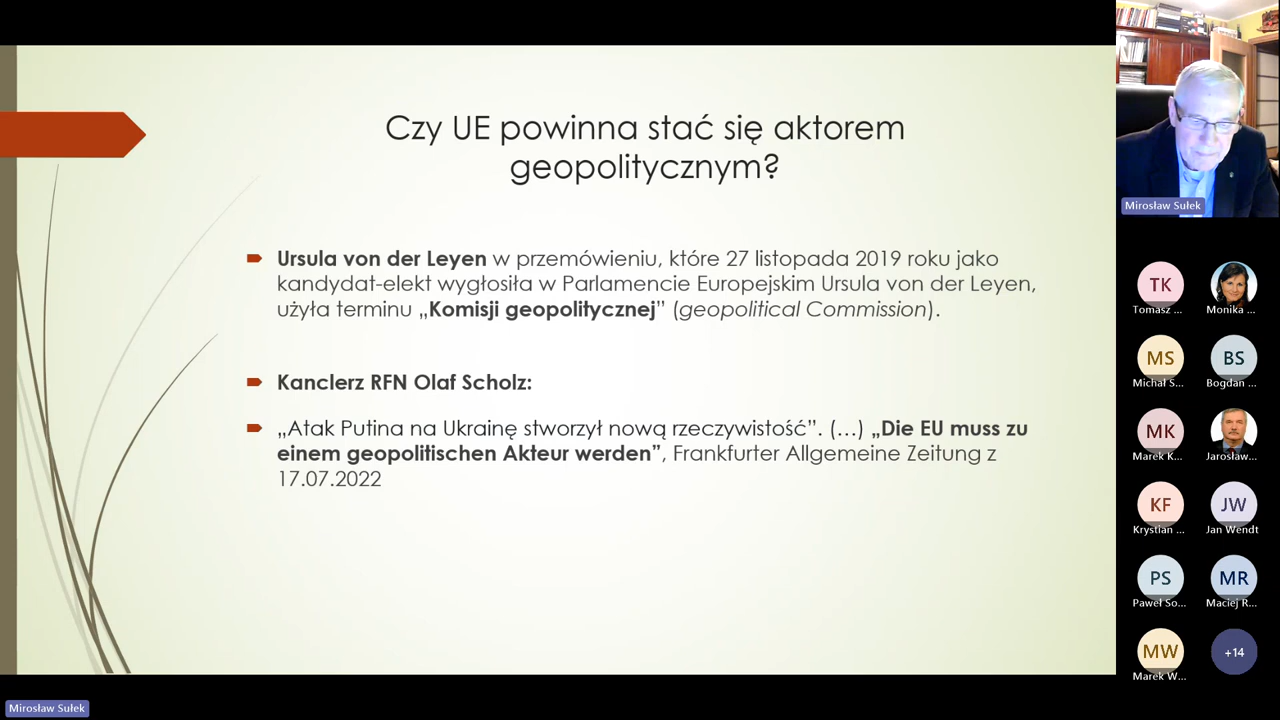 Czy UE powinna stać się aktorem
geopolitycznym?
Ursula von der Leyen w przemówieniu, które 27 listopada 2019 roku jako
kandydat-elekt wygłosiła w Parlamencie Europejskim Ursula von der Leyen,
użyła terminu „Komisji geopolitycznej” (geopolitical Commission).
Kanclerz RFN Olaf Scholz:
„Atak Putina na Ukrainę stworzył nową rzeczywistość”. (…) „Die EU muss zu
einem geopolitischen Akteur werden”, Frankfurter Allgemeine Zeitung z
17.07.2022
Mirosław Sułek
TK
Tomasz ...
Monika ...
MS
Michał S...
BS
Bogdan ...
MK
Marek K...
Jarosław...
KF
Krystian ...
JW
Jan Wendt
PS
Paweł So...
MR
Maciej R...
MW
Marek W...
+14
Mirosław Sułek